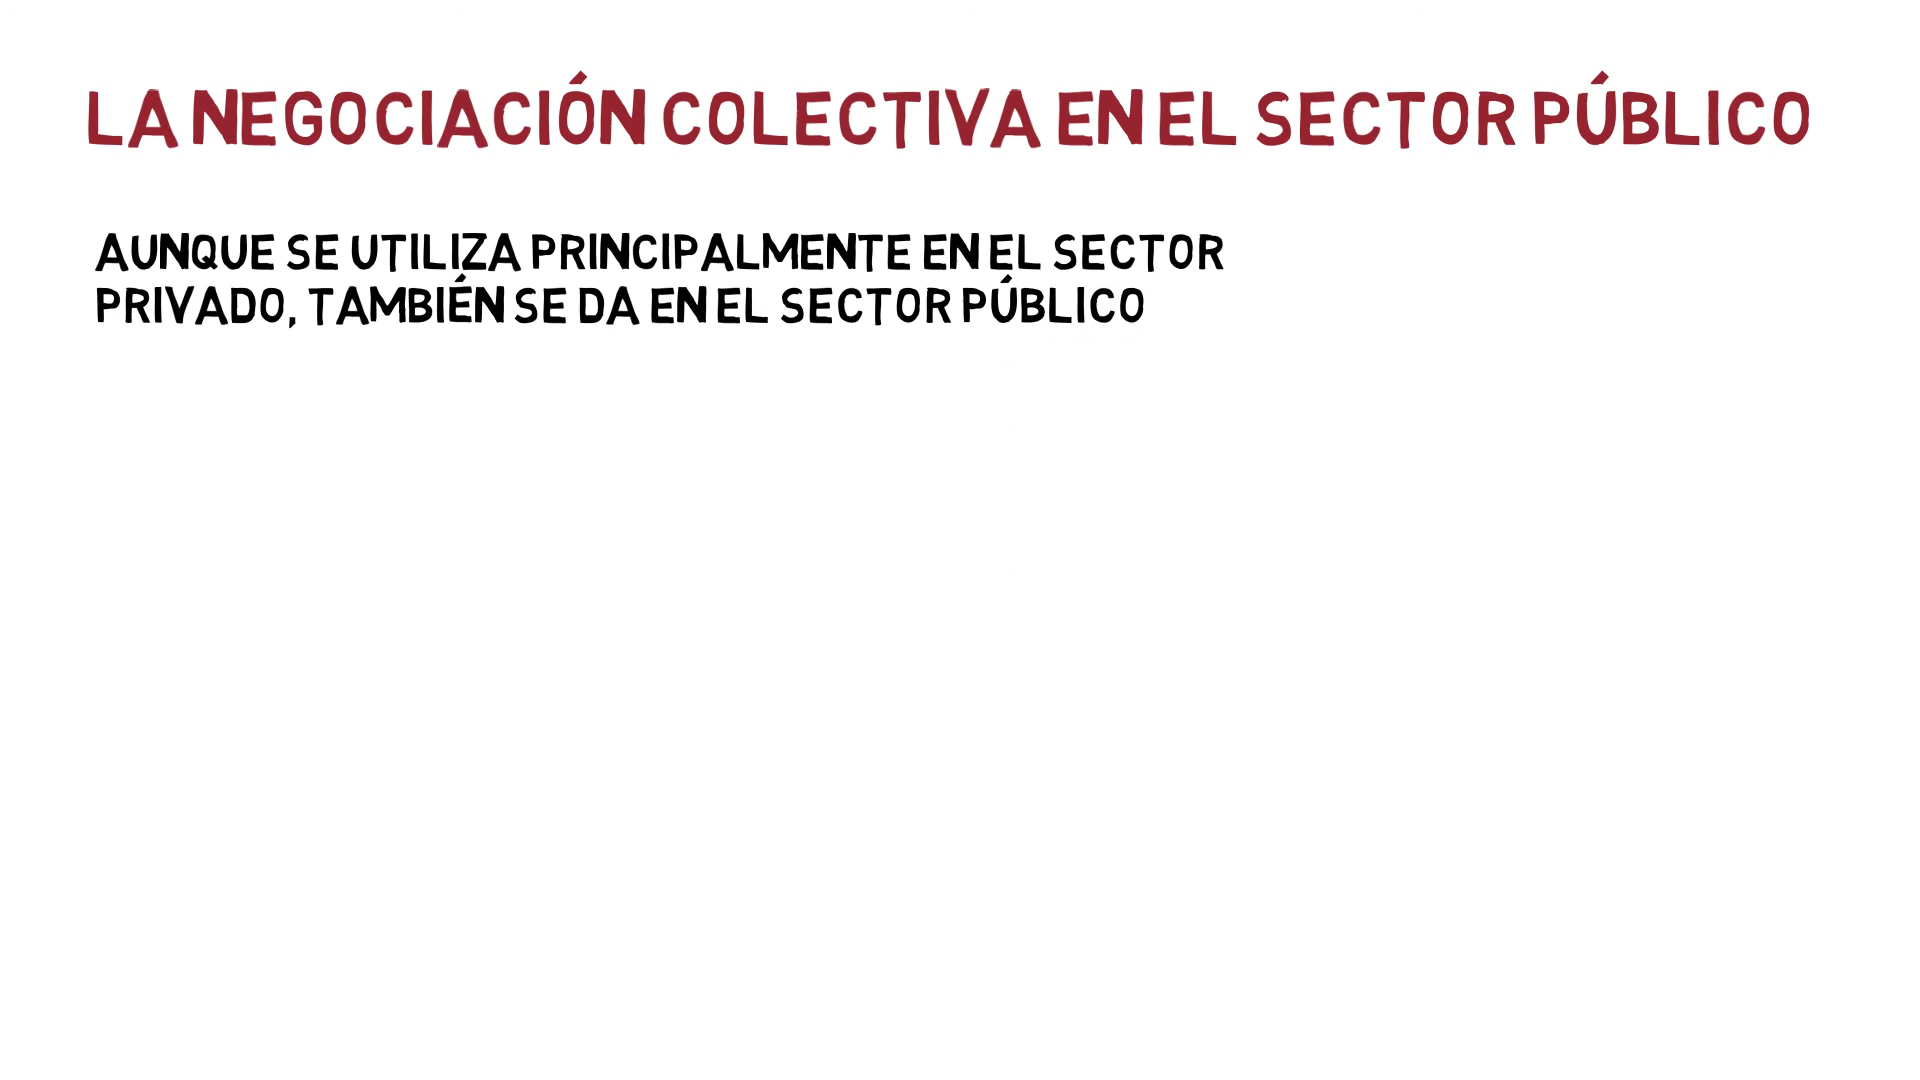 LA NEGOCIACIÓN COLECTIVA EN EL SECTOR PÚBLICO
AUNQUE SE UTILIZA PRINCIPALMENTE EN EL SECTOR
PRIVADO, TAMBIÉN SE DA EN EL SECTOR PÚBLICO